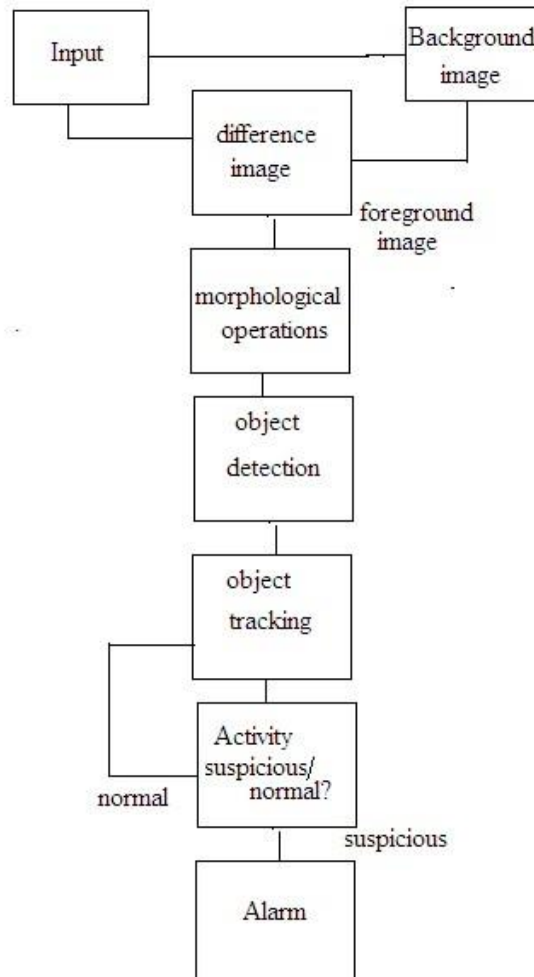 Input
Background
image
difference
image
foreground
image
morphological
operations
object
detection
object
tracking
Activity
suspicious/
normal?
normal
suspicious
Alarm